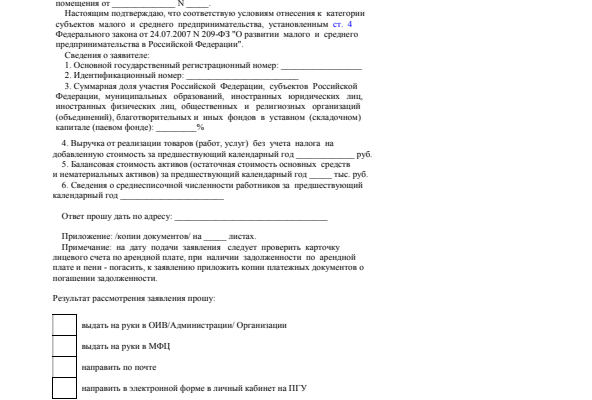 помещения от ______________ N _____.
Настоящим подтверждаю, что соответствую условиям отнесения к категории
субъектов малого и среднего предпринимательства, установленным ст. 4
Федерального закона от 24.07.2007 N 209-ФЗ "О развитии малого и среднего
предпринимательства в Российской Федерации".
Сведения о заявителе:
1. Основной государственный регистрационный номер: __________________
2. Идентификационный номер: _________________________
3. Суммарная доля участия Российской Федерации, субъектов Российской
Федерации, муниципальных образований, иностранных юридических лиц,
иностранных физических лиц, общественных и религиозных организаций
(объединений), благотворительных и иных фондов в уставном (складочном)
капитале (паевом фонде): _________%
4. Выручка от реализации товаров (работ, услуг) без учета налога на
добавленную стоимость за предшествующий календарный год _____________ руб.
5. Балансовая стоимость активов (остаточная стоимость основных средств
и нематериальных активов) за предшествующий календарный год _____ тыс. руб.
6. Сведения о среднесписочной численности работников за предшествующий
календарный год _______________________
Ответ прошу дать по адресу: __________________________________
Приложение: /копии документов/ на _____ листах.
Примечание: на дату подачи заявления следует проверить карточку
лицевого счета по арендной плате, при наличии задолженности по арендной
плате и пени - погасить, к заявлению приложить копии платежных документов о
погашении задолженности.
Результат рассмотрения заявления прошу:
выдать на руки в ОИВ/Администрации/ Организации
выдать на руки в МФЦ
направить по почте
направить в электронной форме в личный кабинет на ПГУ